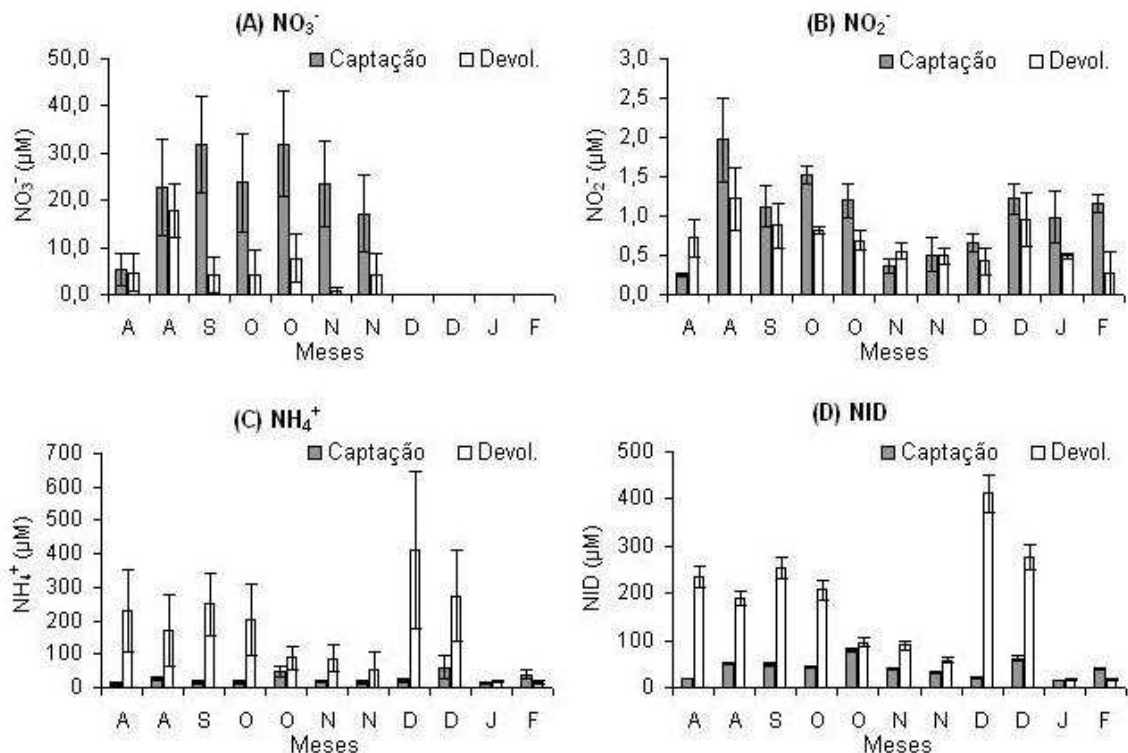 (A) NO₃⁻
Captação Devol.
50,0
40,0
30,0
20,0
10,0
0,0
NO₃⁻ (µM)
A A S O O N N D D J F
Meses
(B) NO₂⁻
Captação Devol.
3,0
2,5
2,0
1,5
1,0
0,5
0,0
NO₂⁻ (µM)
A A S O O N N D D J F
Meses
(C) NH₄⁺
Captação Devol.
700
600
500
400
300
200
100
0
NH₄⁺ (µM)
A A S O O N N D D J F
Meses
(D) NID
Captação Devol.
500
400
300
200
100
0
NID (µM)
A A S O O N N D D J F
Meses